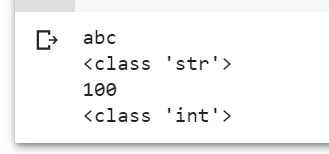 abc
<class 'str'>
100
<class 'int'>